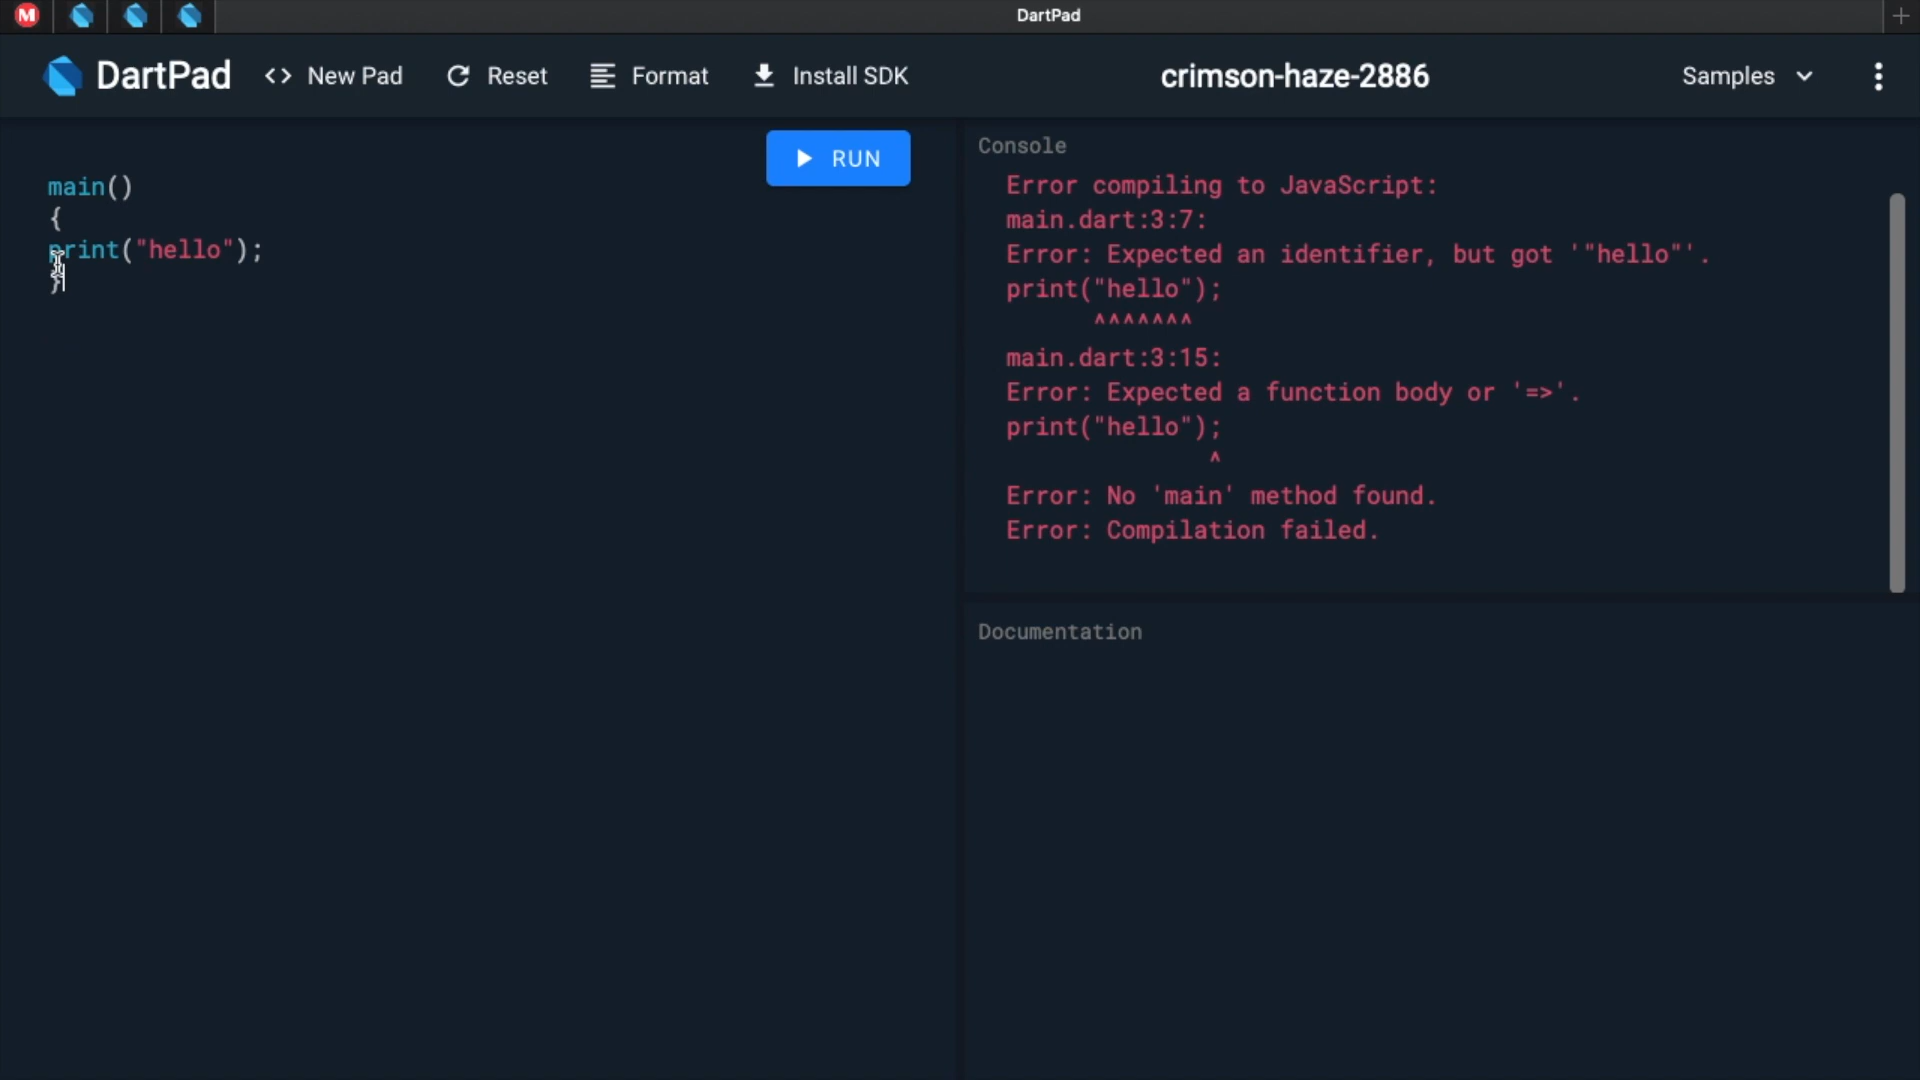 M
DartPad
DartPad
<> New Pad
Reset
Format
Install SDK
crimson-haze-2886
Samples
RUN
main()
{
print("hello");
}
Console
Error compiling to JavaScript:
main.dart:3:7:
Error: Expected an identifier, but got '"hello"'.
print("hello");
^^^^^^^
main.dart:3:15:
Error: Expected a function body or '=>'.
print("hello");
^
Error: No 'main' method found.
Error: Compilation failed.
Documentation